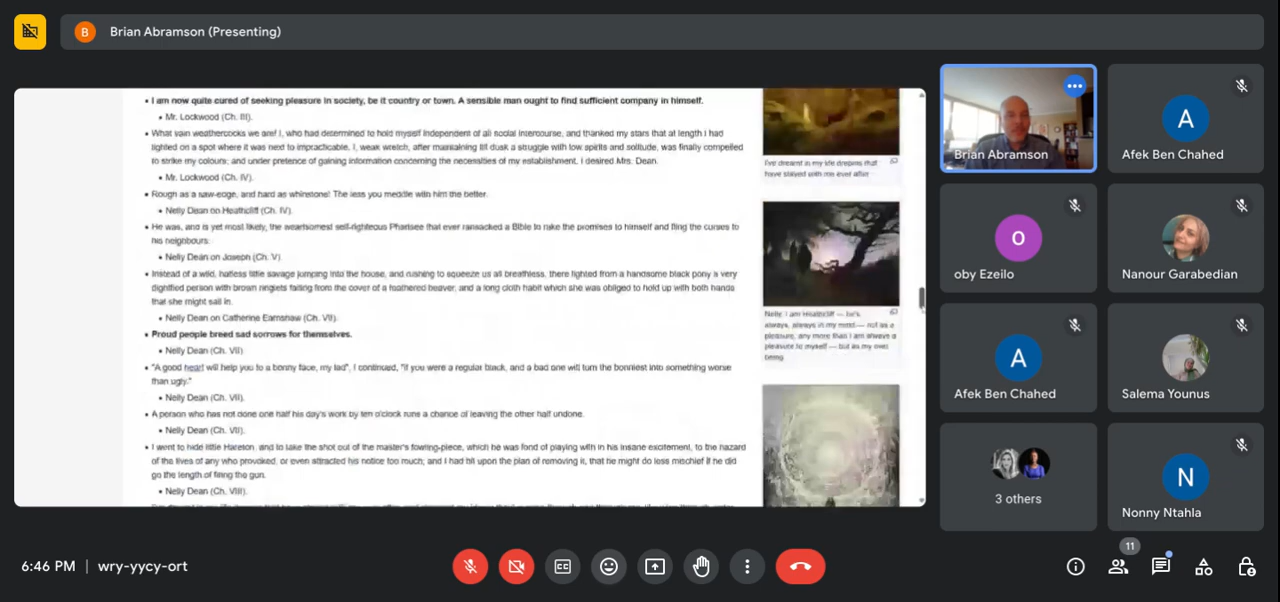 B Brian Abramson (Presenting)
• I am now quite cured of seeking pleasure in society, be it country or town. A sensible man ought to find sufficient company in himself.
• Mr. Lockwood (Ch. III).
• What vain weathercocks we are! I, who had determined to hold myself independent of all social intercourse, and thanked my stars that at length I had
lighted on a spot where it was next to impracticable. I, weak wretch, after maintaining till dusk a struggle with low spirits and solitude, was finally compelled
to strike my colours; and under pretence of gaining information concerning the necessities of my establishment, I desired Mrs. Dean.
• Mr. Lockwood (Ch. IV).
• Rough as a saw-edge, and hard as whinstone! The less you meddle with him the better.
• Nelly Dean on Heathcliff (Ch. IV).
• He was, and is yet most likely, the wearisomest self-righteous Pharisee that ever ransacked a Bible to rake the promises to himself and fling the curses to
his neighbours.
• Nelly Dean on Joseph (Ch. V)
• Instead of a wild, hatless little savage jumping into the house, and rushing to squeeze us all breathless, there lighted from a handsome black pony a very
dignified person with brown ringlets falling from the cover of a feathered beaver, and a long cloth habit which she was obliged to hold up with both hands
that she might sail in.
• Nelly Dean on Catherine Earnshaw (Ch. VII).
• Proud people breed sad sorrows for themselves.
• Nelly Dean (Ch. VII)
• "A good heart will help you to a bonny face, my lad", I continued, "if you were a regular black, and a bad one will turn the bonniest into something worse
than ugly."
• Nelly Dean (Ch. VII)
• A person who has not done one half his day's work by ten o'clock runs a chance of leaving the other half undone.
• Nelly Dean (Ch. VII).
• I went to hide little Hareton, and to take the shot out of the master's fowling-piece, which he was fond of playing with in his insane excitement, to the hazard
of the lives of any who provoked, or even attracted his notice too much; and I had hit upon the plan of removing it, that he might do less mischief if he did
go the length of firing the gun.
• Nelly Dean (Ch. VIII).
I've dreamt in my life dreams that
have stayed with me ever after
Nelly, I am Heathcliff — he's
always, always in my mind— not as a
pleasure, any more than I am always a
pleasure to myself — but as my own
being.
Brian Abramson
A
Afek Ben Chahed
O
oby Ezeilo
Nanour Garabedian
A
Afek Ben Chahed
Salema Younus
3 others
N
Nonny Ntahla
6:46 PM | wry-yycy-ort
CC
11